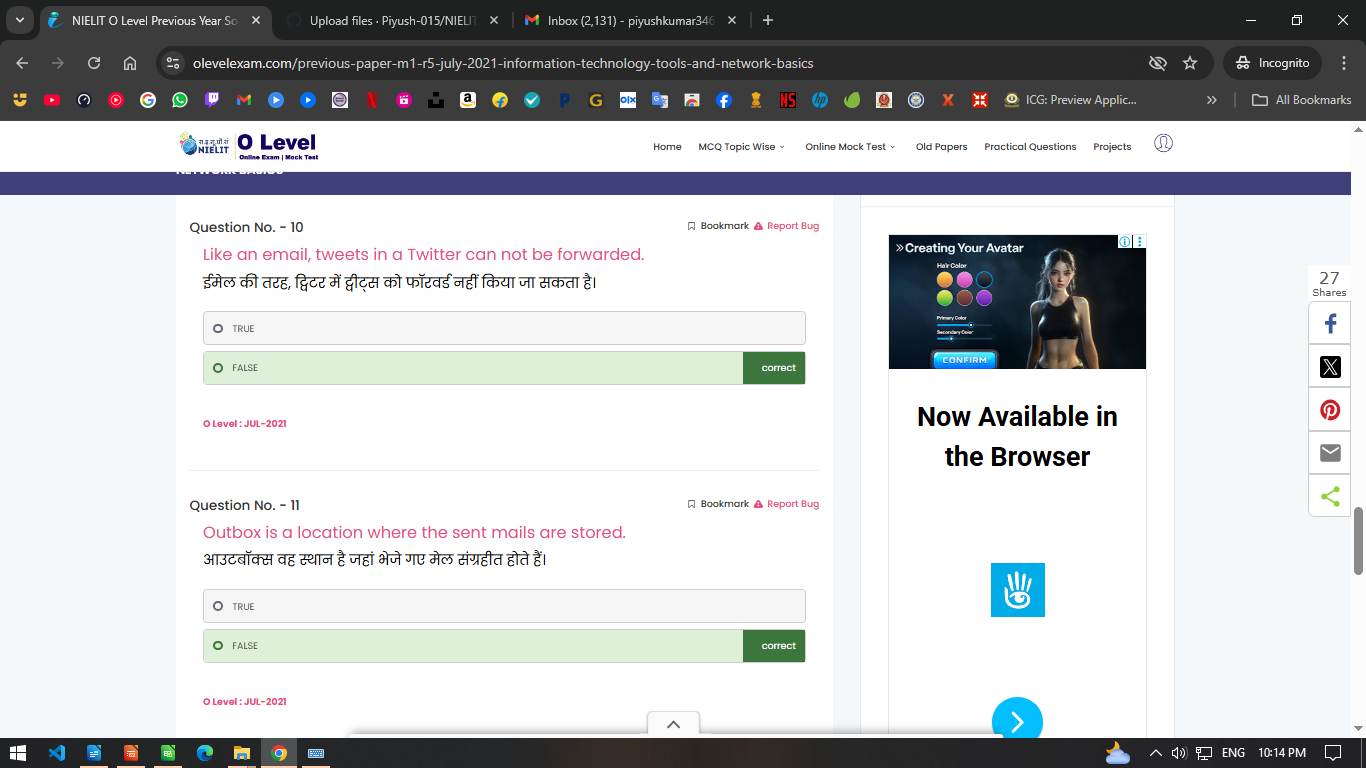 NIELIT O Level Previous Year So
Upload files · Piyush-015/NIELIT
Inbox (2,131) - piyushkumar346
olevelexam.com/previous-paper-m1-r5-july-2021-information-technology-tools-and-network-basics
Incognito
ICG: Preview Applic...
All Bookmarks
रा.इ.सू.प्रौ.सं
NIELIT
O Level
Online Exam | Mock Test
Home
MCQ Topic Wise
Online Mock Test
Old Papers
Practical Questions
Projects
NETWORK BASICS
Question No. - 10
Bookmark
Report Bug
Like an email, tweets in a Twitter can not be forwarded.
ईमेल की तरह, ट्विटर में ट्वीट्स को फॉरवर्ड नहीं किया जा सकता है।
TRUE
FALSE
correct
O Level : JUL-2021
Question No. - 11
Bookmark
Report Bug
Outbox is a location where the sent mails are stored.
आउटबॉक्स वह स्थान है जहां भेजे गए मेल संग्रहीत होते हैं।
TRUE
FALSE
correct
O Level : JUL-2021
Creating Your Avatar
Hair Color
Primary Color
Secondary Color
CONFIRM
Now Available in
the Browser
27
Shares
ENG
10:14 PM